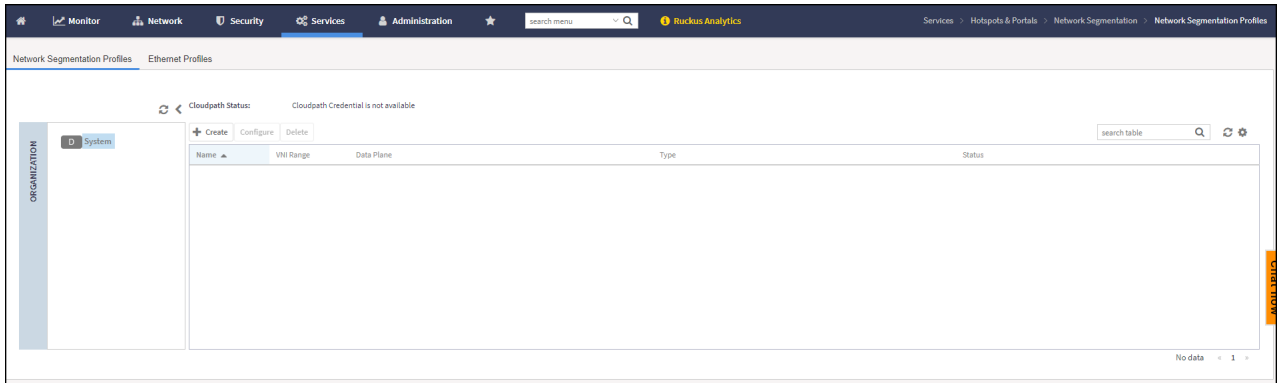 Monitor Network Security Services Administration search menu Ruckus Analytics Services > Hotspots & Portals > Network Segmentation > Network Segmentation Profiles
Network Segmentation Profiles Ethernet Profiles
Cloudpath Status: Cloudpath Credential is not available
ORGANIZATION
D System
+ Create Configure Delete search table
Name VNI Range Data Plane Type Status
Chat now
No data 1